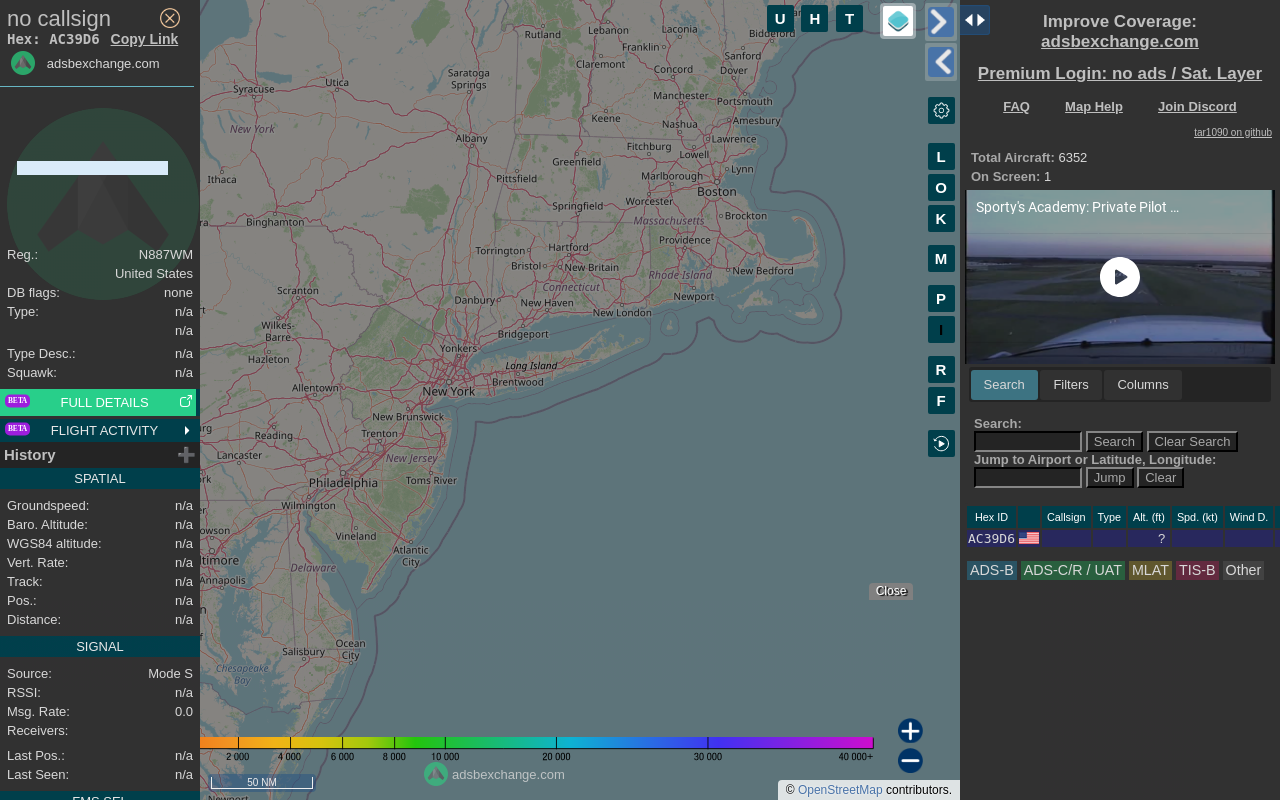 no callsign
Hex: AC39D6 Copy Link
adsbexchange.com
Reg.: N887WM
United States
DB flags: none
Type: n/a
n/a
Type Desc.: n/a
Squawk: n/a
BETA FULL DETAILS
BETA FLIGHT ACTIVITY
History
SPATIAL
Groundspeed: n/a
Baro. Altitude: n/a
WGS84 altitude: n/a
Vert. Rate: n/a
Track: n/a
Pos.: n/a
Distance: n/a
SIGNAL
Source: Mode S
RSSI: n/a
Msg. Rate: 0.0
Receivers:
Last Pos.: n/a
Last Seen: n/a
FMS SEL
U H T
L
O
K
M
P
I
R
F
Rutland
Lebanon
Laconia
Biddeford
Franklin
Sanford
Claremont
Dover
Concord
Saratoga
Springs
Utica
Syracuse
Manchester
Portsmouth
Keene
Amesbury
Nashua
New York
Albany
Lawrence
Fitchburg
Lowell
Greenfield
Lynn
Marlborough
Ithaca
Pittsfield
Boston
Worcester
Springfield
Brockton
Massachusetts
Binghamton
Providence
Hartford
Torrington
Bristol
New Britain
New Bedford
Rhode Island
Connecticut
Scranton
Newport
Danbury
New Haven
New London
Wilkes-
Barre
Bridgeport
Yonkers
Hazleton
Long Island
Brentwood
Allentown
New York
New Brunswick
Reading
Trenton
Lancaster
New Jersey
Toms River
Philadelphia
Wilmington
Vineland
Atlantic
City
Delaware
Annapolis
Ocean
City
Salisbury
Chesapeake
Bay
Newport
Close
2 000 4 000 6 000 8 000 10 000 20 000 30 000 40 000+
50 NM
adsbexchange.com
© OpenStreetMap contributors.
Improve Coverage:
adsbexchange.com
Premium Login: no ads / Sat. Layer
FAQ Map Help Join Discord
tar1090 on github
Total Aircraft: 6352
On Screen: 1
Sporty's Academy: Private Pilot ...
Search Filters Columns
Search:
Search Clear Search
Jump to Airport or Latitude, Longitude:
Jump Clear
Hex ID Callsign Type Alt. (ft) Spd. (kt) Wind D.
AC39D6 ?
ADS-B ADS-C/R / UAT MLAT TIS-B Other